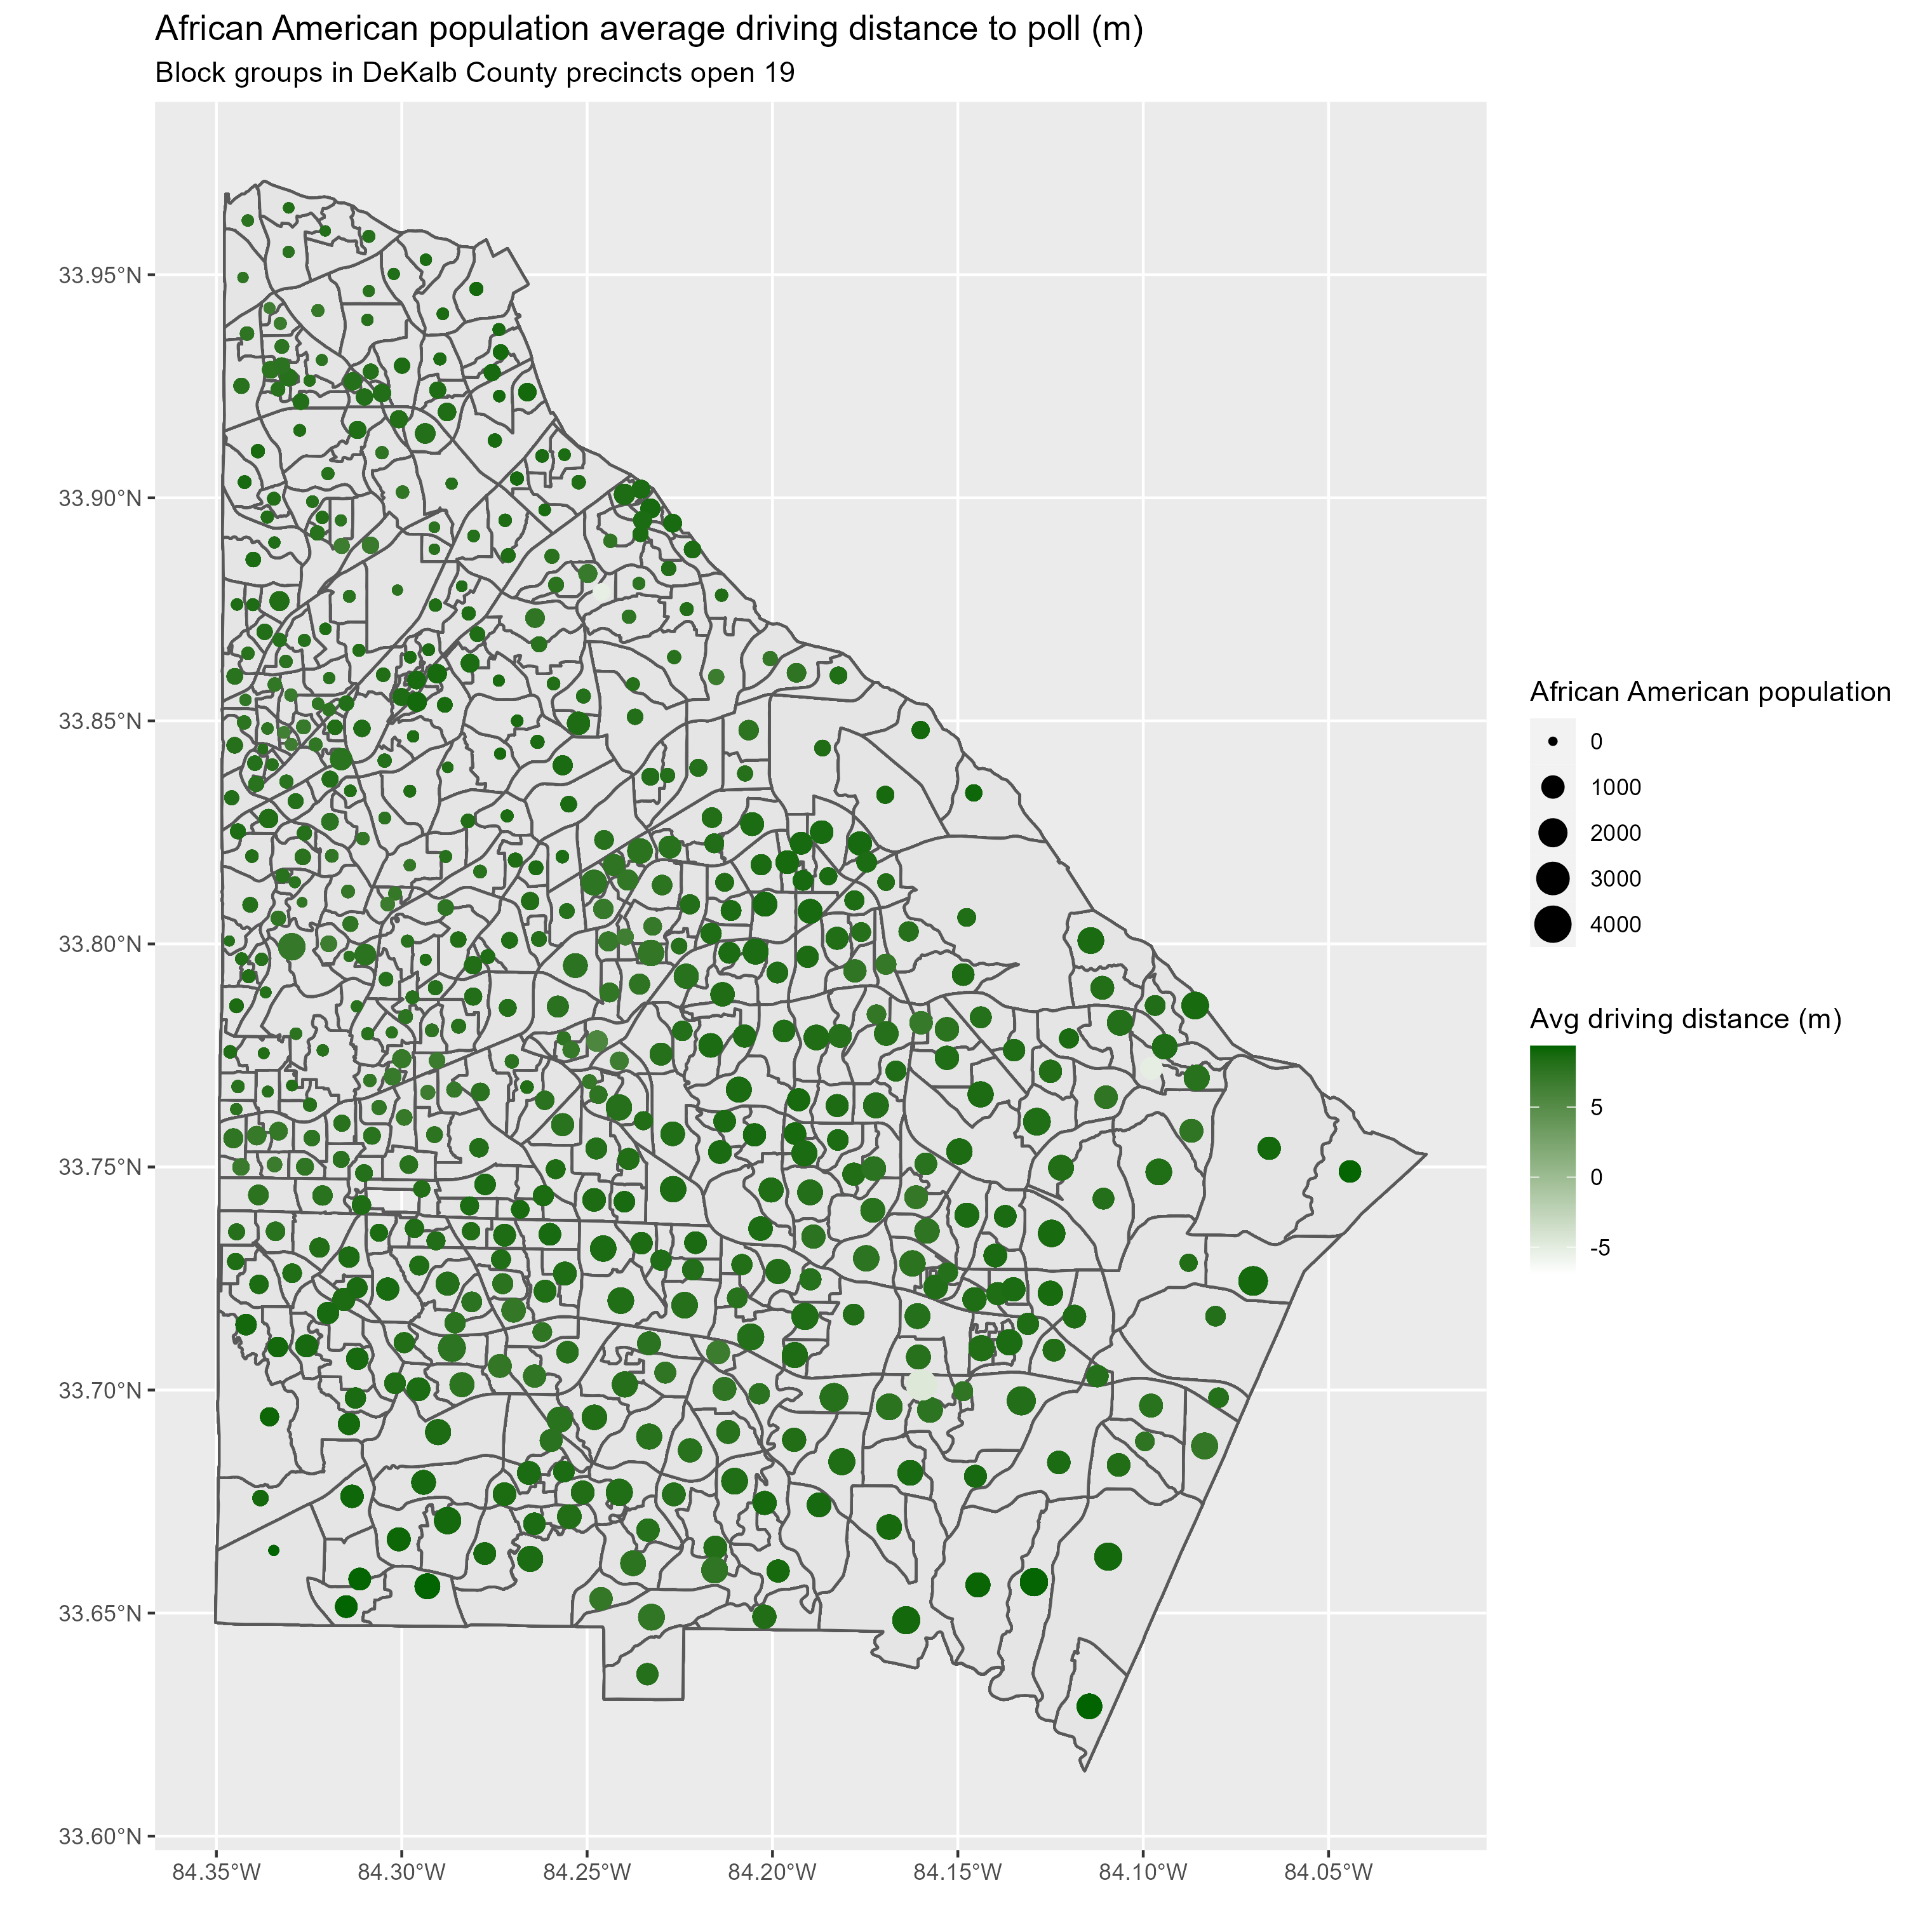 African American population average driving distance to poll (m)
Block groups in DeKalb County precincts open 19
33.95°N
33.90°N
33.85°N
33.80°N
33.75°N
33.70°N
33.65°N
33.60°N
84.35°W
84.30°W
84.25°W
84.20°W
84.15°W
84.10°W
84.05°W
African American population
0
1000
2000
3000
4000
Avg driving distance (m)
5
0
-5